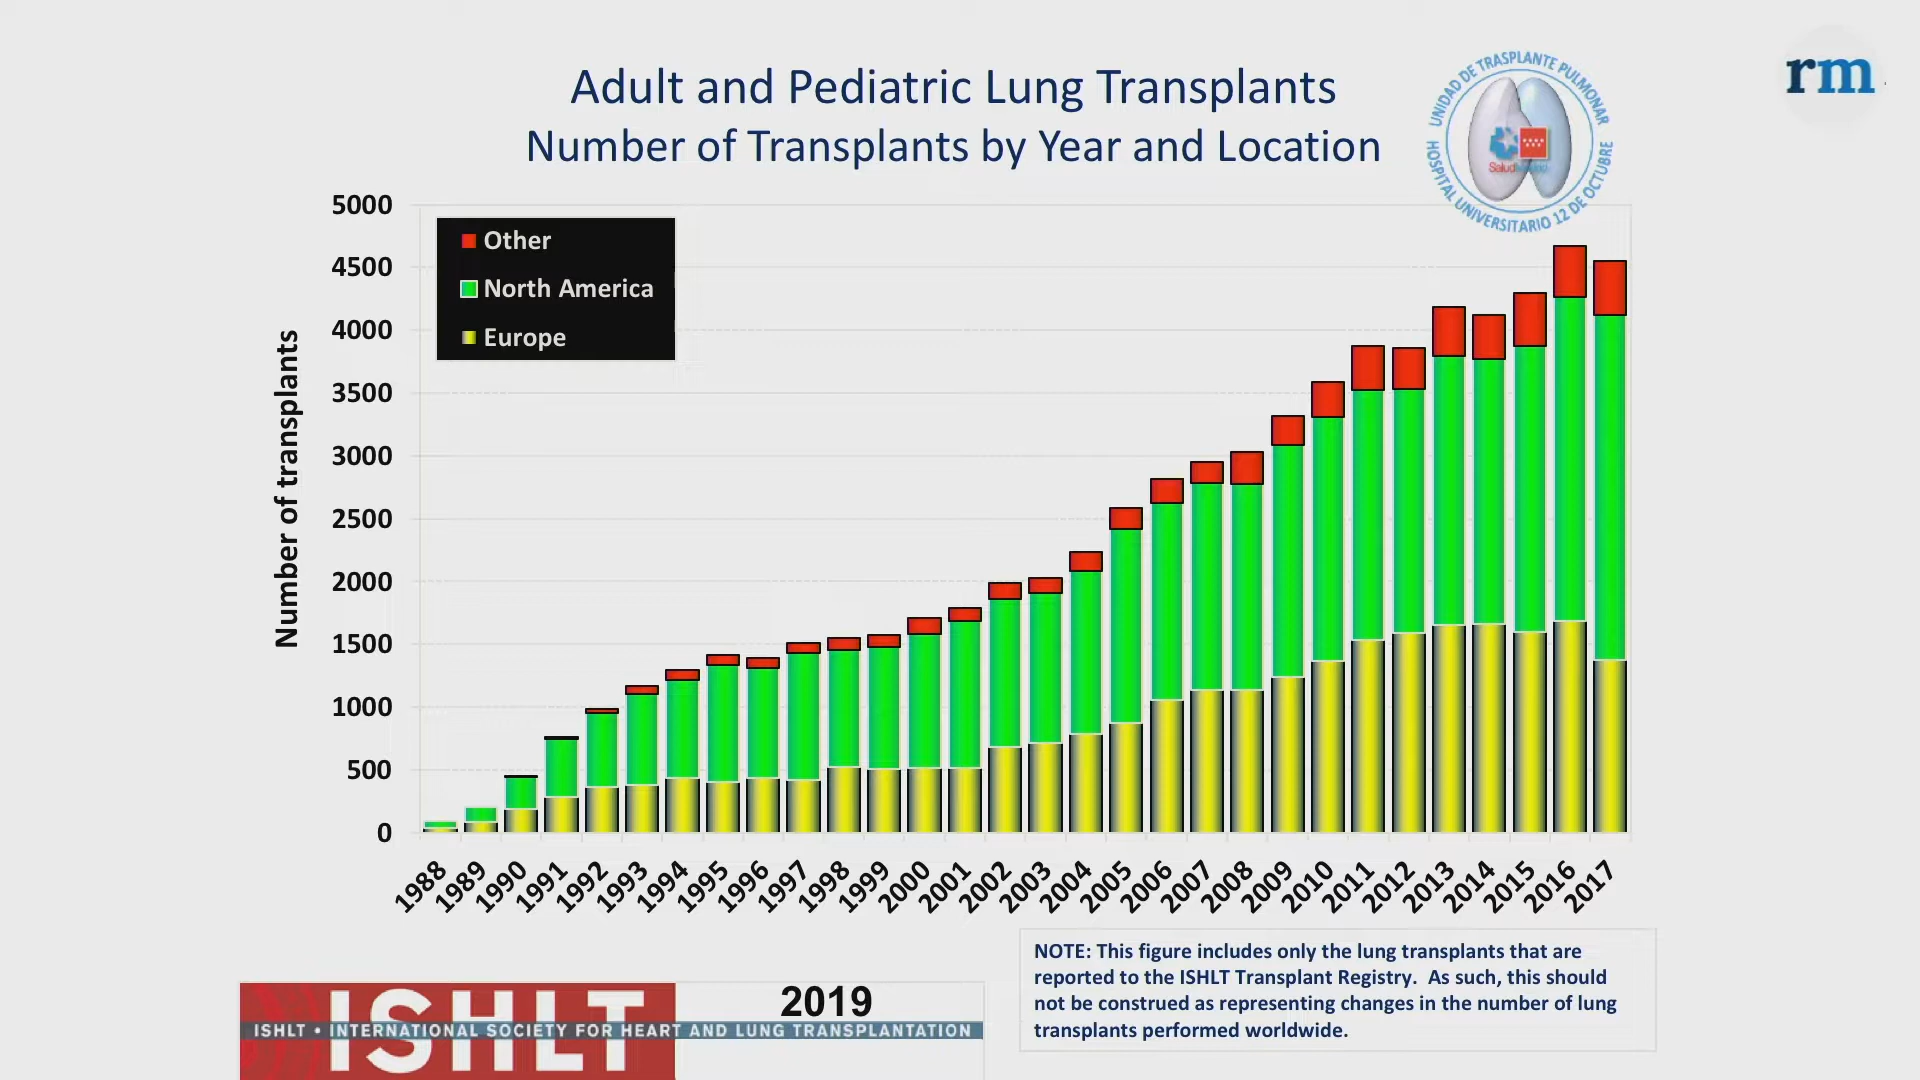 Adult and Pediatric Lung Transplants
Number of Transplants by Year and Location
UNIDAD DE TRASPLANTE PULMONAR
HOSPITAL UNIVERSITARIO 12 DE OCTUBRE
rm
Other
North America
Europe
Number of transplants
5000
4500
4000
3500
3000
2500
2000
1500
1000
500
0
1988
1989
1990
1991
1992
1993
1994
1995
1996
1997
1998
1999
2000
2001
2002
2003
2004
2005
2006
2007
2008
2009
2010
2011
2012
2013
2014
2015
2016
2017
NOTE: This figure includes only the lung transplants that are
reported to the ISHLT Transplant Registry. As such, this should
not be construed as representing changes in the number of lung
transplants performed worldwide.
2019
ISHLT
ISHLT • INTERNATIONAL SOCIETY FOR HEART AND LUNG TRANSPLANTATION